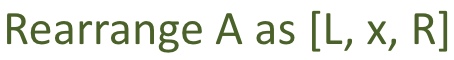 Rearrange A as [L, x, R]